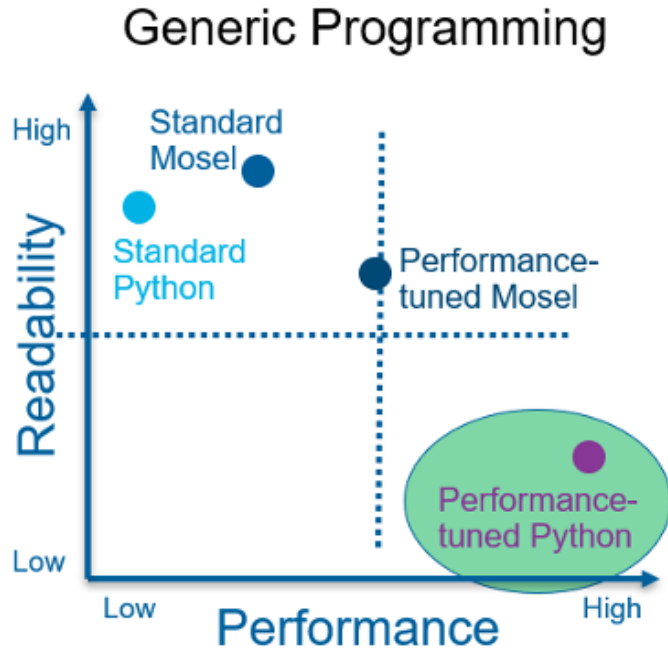 Generic Programming
High
Standard
Mosel
Standard
Python
Performance-
tuned Mosel
Readability
Performance-
tuned Python
Low
Low
High
Performance